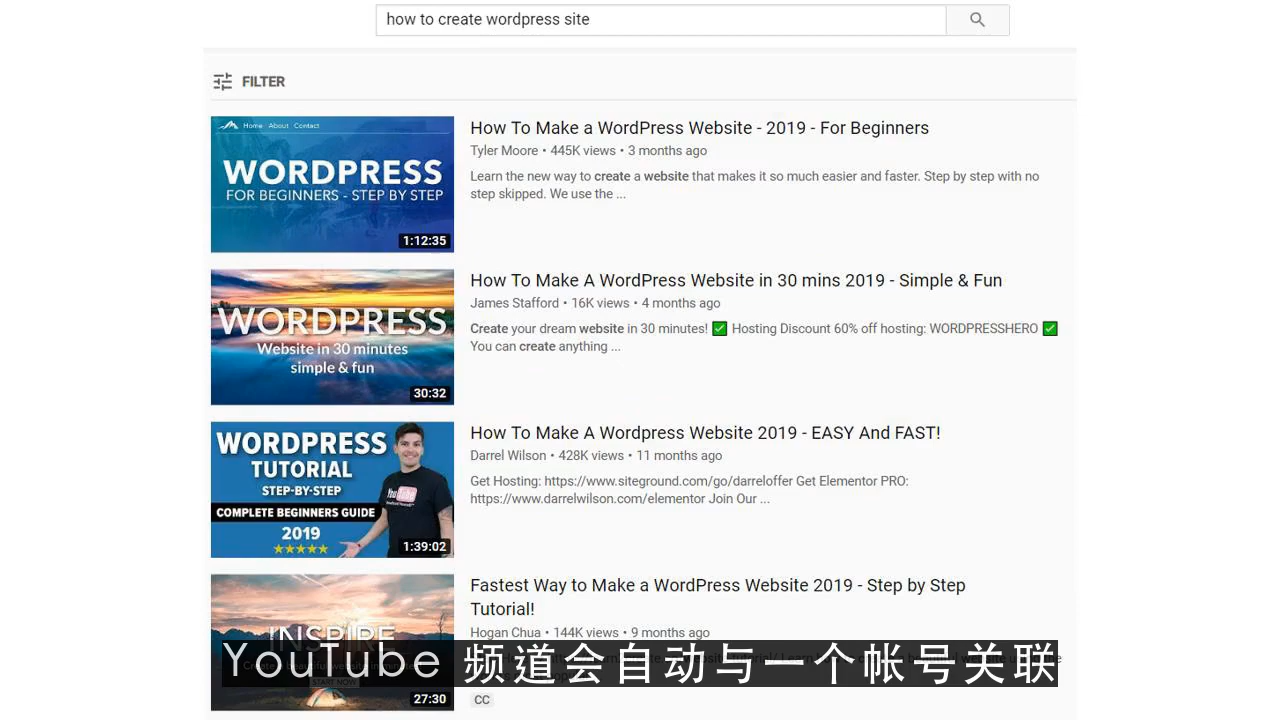 how to create wordpress site
FILTER
Home About Contact
WORDPRESS
FOR BEGINNERS - STEP BY STEP
1:12:35
How To Make a WordPress Website - 2019 - For Beginners
Tyler Moore • 445K views • 3 months ago
Learn the new way to create a website that makes it so much easier and faster. Step by step with no
step skipped. We use the ...
WORDPRESS
Website in 30 minutes
simple & fun
30:32
How To Make A WordPress Website in 30 mins 2019 - Simple & Fun
James Stafford • 16K views • 4 months ago
Create your dream website in 30 minutes! ✅ Hosting Discount 60% off hosting: WORDPRESSHERO ✅
You can create anything ...
WORDPRESS
TUTORIAL
STEP-BY-STEP
COMPLETE BEGINNERS GUIDE
2019
YouTube
1:39:02
How To Make A Wordpress Website 2019 - EASY And FAST!
Darrel Wilson • 428K views • 11 months ago
Get Hosting: https://www.siteground.com/go/darreloffer Get Elementor PRO:
https://www.darrelwilson.com/elementor Join Our ...
INSPIRE
START NOW
27:30
Fastest Way to Make a WordPress Website 2019 - Step by Step
Tutorial!
Hogan Chua • 144K views • 9 months ago
CC
YouTube 频道会自动与一个帐号关联